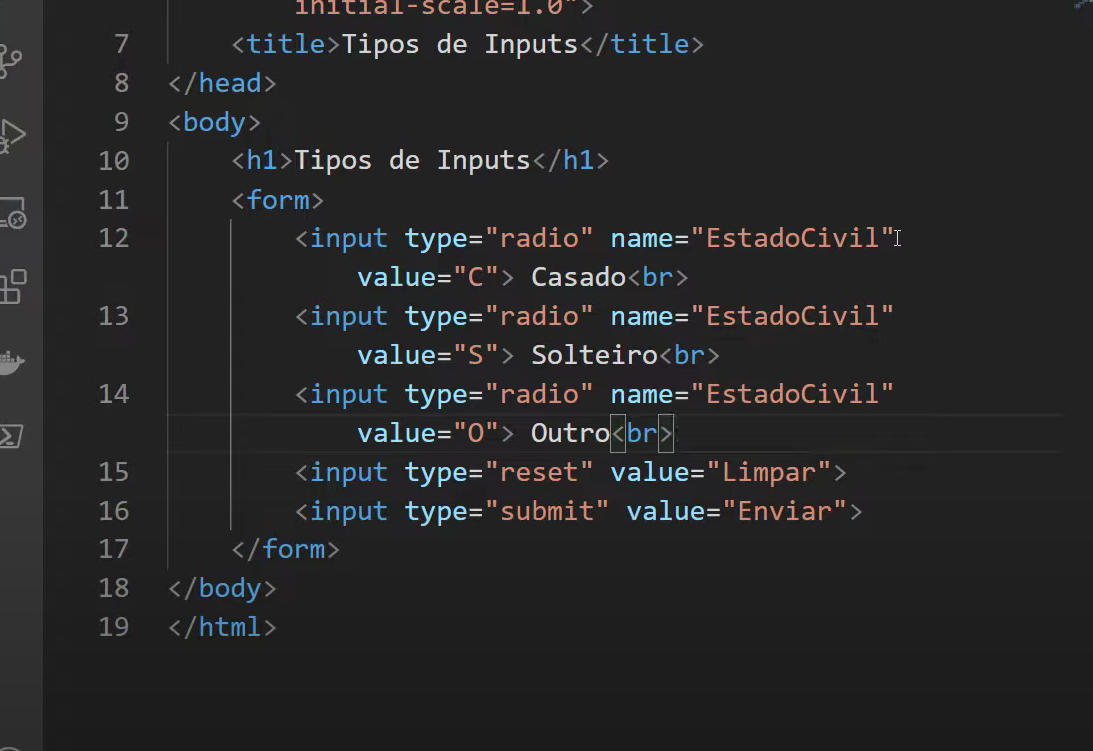 initial-scale=1.0">
7 <title>Tipos de Inputs</title>
8 </head>
9 <body>
10 <h1>Tipos de Inputs</h1>
11 <form>
12 <input type="radio" name="EstadoCivil"
value="C"> Casado<br>
13 <input type="radio" name="EstadoCivil"
value="S"> Solteiro<br>
14 <input type="radio" name="EstadoCivil"
value="O"> Outro<br>
15 <input type="reset" value="Limpar">
16 <input type="submit" value="Enviar">
17 </form>
18 </body>
19 </html>